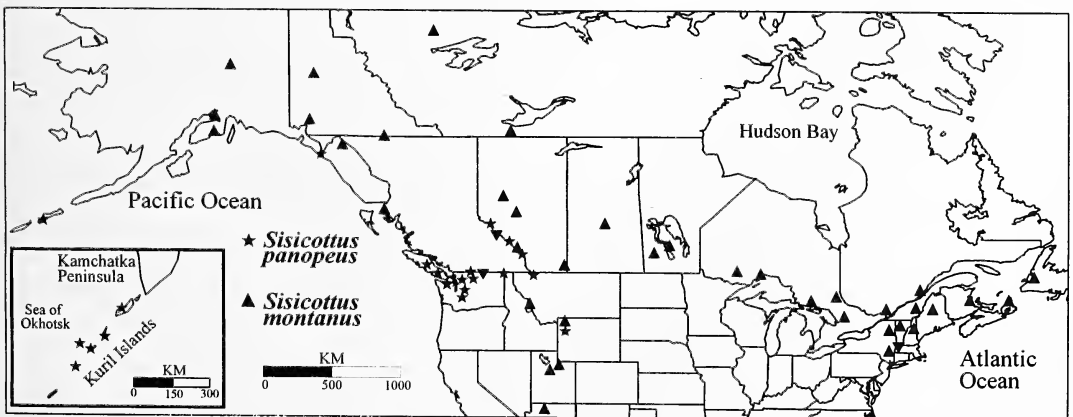 Hudson Bay
Pacific Ocean
Sisicottus
panopeus
Sisicottus
montanus
KM
0 500 1000
Kamchatka
Peninsula
Sea of
Okhotsk
Kuril Islands
KM
0 150 300
Atlantic
Ocean